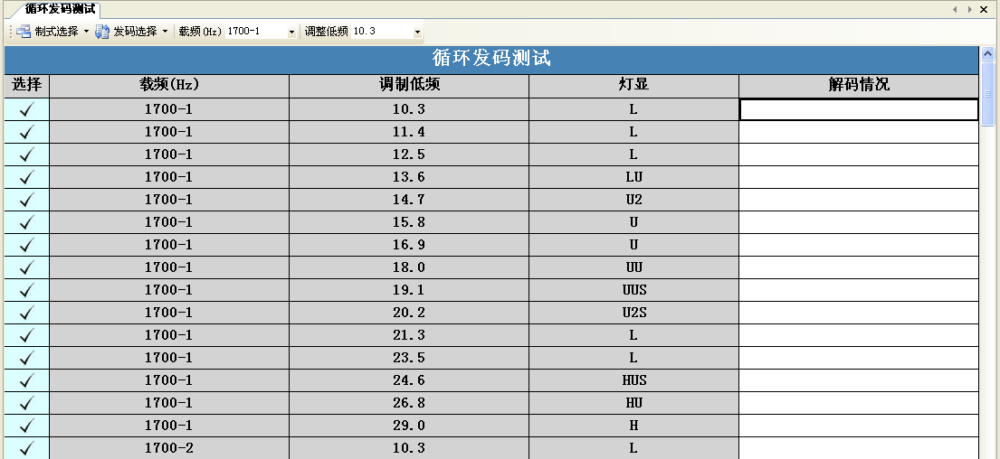 循环发码测试
制式选择 发码选择 载频(Hz) 1700-1 调整低频 10.3
循环发码测试
选择 载频(Hz) 调制低频 灯显 解码情况
1700-1 10.3 L
1700-1 11.4 L
1700-1 12.5 L
1700-1 13.6 LU
1700-1 14.7 U2
1700-1 15.8 U
1700-1 16.9 U
1700-1 18.0 UU
1700-1 19.1 UUS
1700-1 20.2 U2S
1700-1 21.3 L
1700-1 23.5 L
1700-1 24.6 HUS
1700-1 26.8 HU
1700-1 29.0 H
1700-2 10.3 L